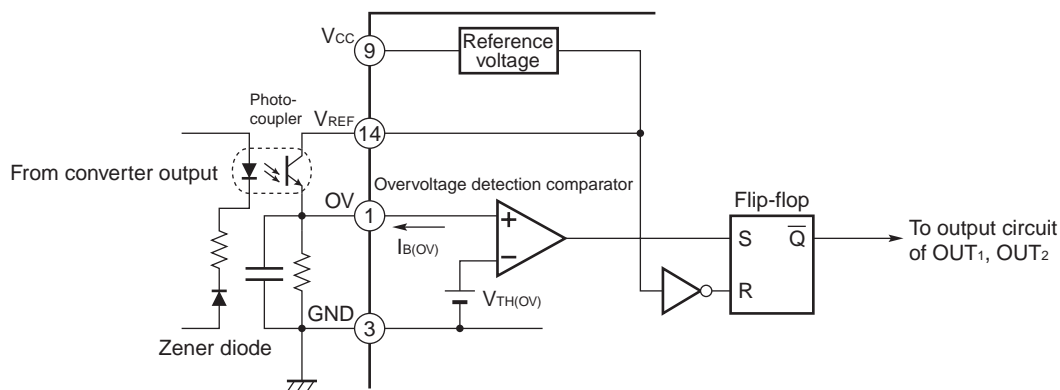 VCC
9
Reference
voltage
Photo-
coupler
VREF
14
From converter output
OV
1
Overvoltage detection comparator
IB(OV)
+
−
VTH(OV)
GND
3
Zener diode
Flip-flop
S
Q̅
R
To output circuit
of OUT1, OUT2